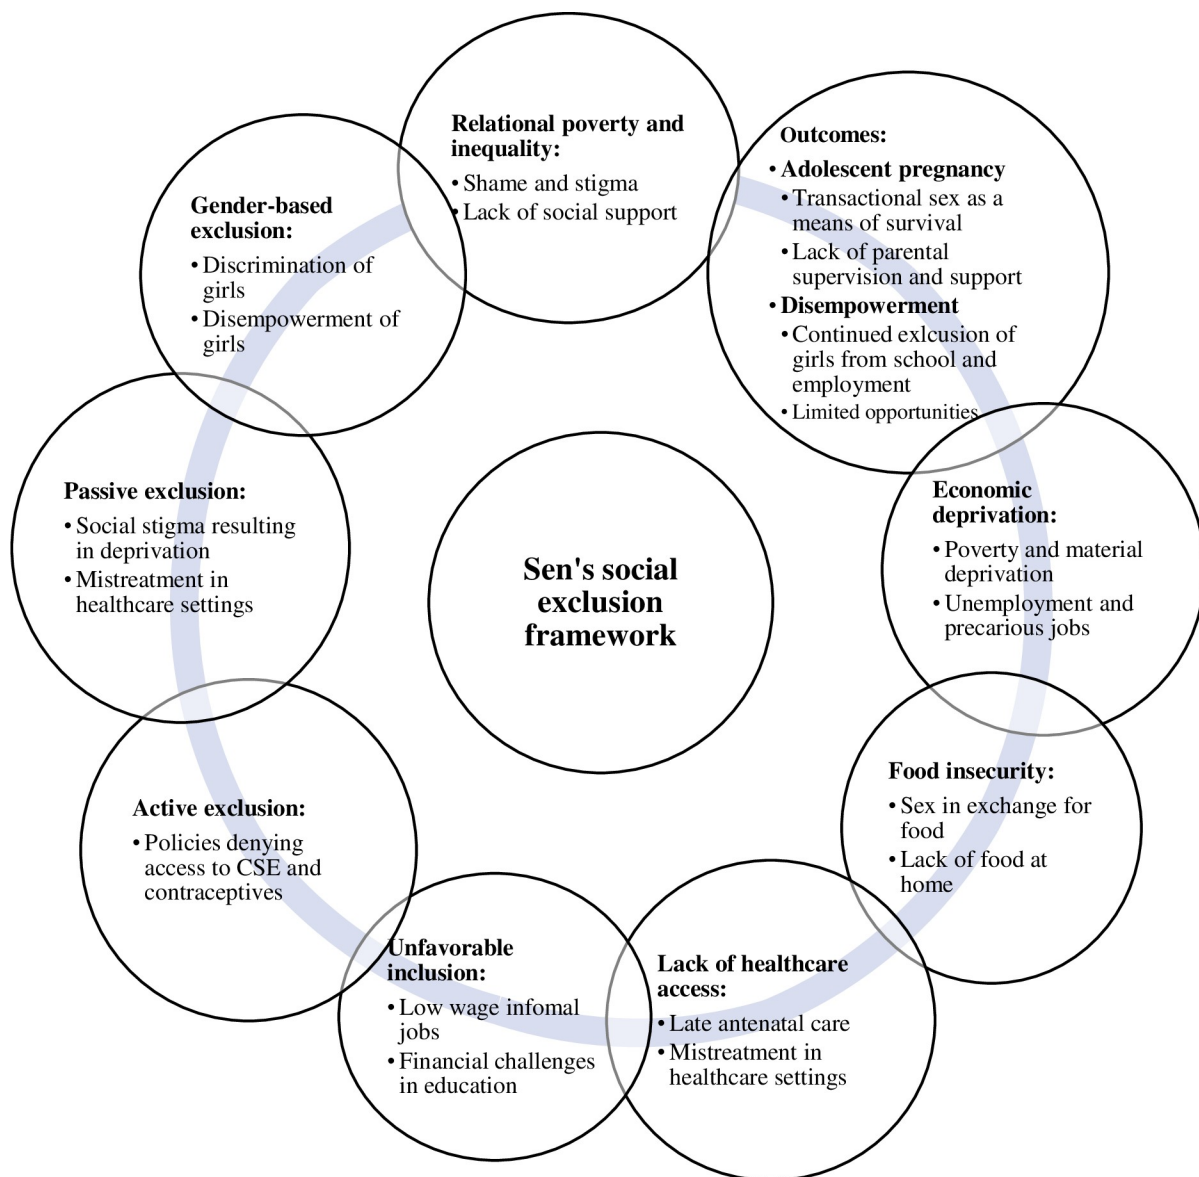 Relational poverty and
inequality:
• Shame and stigma
• Lack of social support
Outcomes:
• Adolescent pregnancy
• Transactional sex as a
means of survival
• Lack of parental
supervision and support
• Disempowerment
• Continued exlcusion of
girls from school and
employment
• Limited opportunities
Economic
deprivation:
• Poverty and material
deprivation
• Unemployment and
precarious jobs
Food insecurity:
• Sex in exchange for
food
• Lack of food at
home
Lack of healthcare
access:
• Late antenatal care
• Mistreatment in
healthcare settings
Unfavorable
inclusion:
• Low wage infomal
jobs
• Financial challenges
in education
Active exclusion:
• Policies denying
access to CSE and
contraceptives
Passive exclusion:
• Social stigma resulting
in deprivation
• Mistreatment in
healthcare settings
Gender-based
exclusion:
• Discrimination of
girls
• Disempowerment of
girls
Sen's social
exclusion
framework